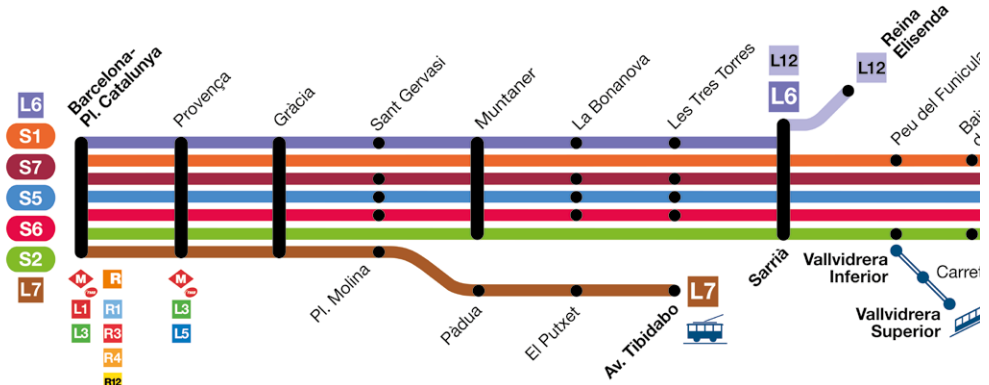 L6
S1
S7
S5
S6
S2
L7
Barcelona-
Pl. Catalunya
Provença
Gràcia
Sant Gervasi
Muntaner
La Bonanova
Les Tres Torres
L12
L6
L12
Reina
Elisenda
Peu del Funicula
Baix
d
Sarrià
Vallvidrera
Inferior
Carret
Vallvidrera
Superior
Pl. Molina
Pàdua
El Putxet
Av. Tibidabo
L7
M
R
M
L1
R1
L3
L3
R3
L5
R4
R12